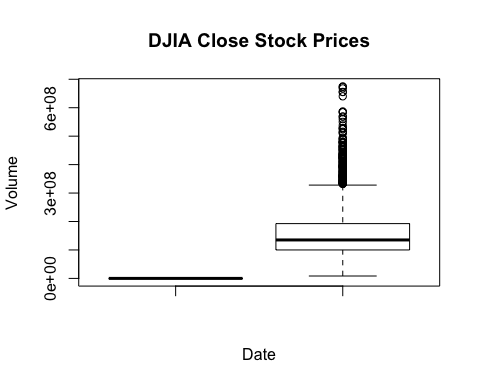 DJIA Close Stock Prices
Volume
6e+08
3e+08
0e+00
Date